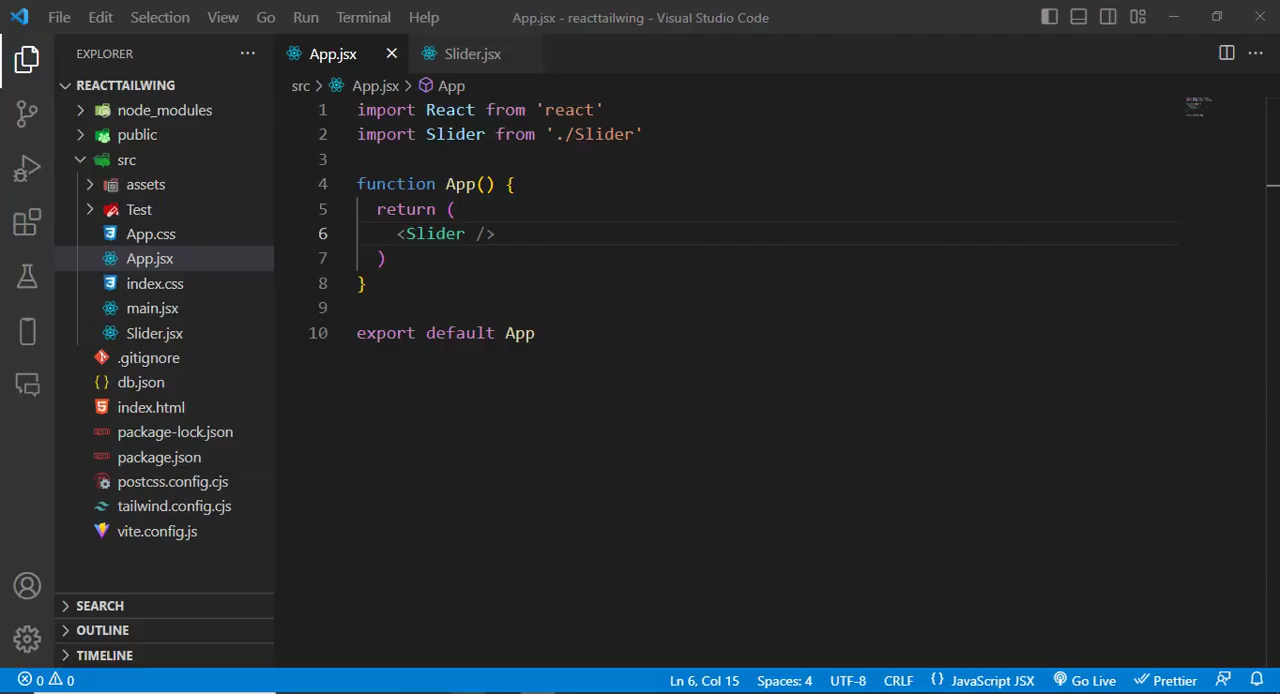 File Edit Selection View Go Run Terminal Help
App.jsx - reacttailwing - Visual Studio Code
EXPLORER
REACTTAILWING
node_modules
public
src
assets
Test
App.css
App.jsx
index.css
main.jsx
Slider.jsx
.gitignore
db.json
index.html
package-lock.json
package.json
postcss.config.cjs
tailwind.config.cjs
vite.config.js
SEARCH
OUTLINE
TIMELINE
App.jsx Slider.jsx
src App.jsx App
1 import React from 'react'
2 import Slider from './Slider'
3
4 function App() {
5 return (
6 <Slider />
7 )
8 }
9
10 export default App
0 0 Ln 6, Col 15 Spaces: 4 UTF-8 CRLF {} JavaScript JSX Go Live Prettier